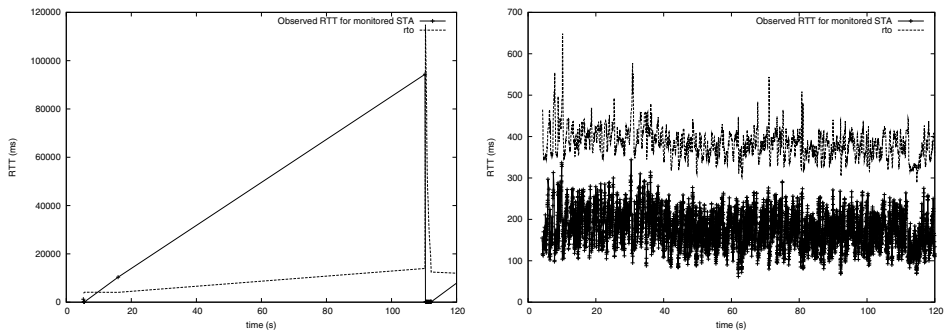 Observed RTT for monitored STA
rto
RTT (ms)
120000
100000
80000
60000
40000
20000
0
0 20 40 60 80 100 120
time (s)
Observed RTT for monitored STA
rto
RTT (ms)
700
600
500
400
300
200
100
0
0 20 40 60 80 100 120
time (s)